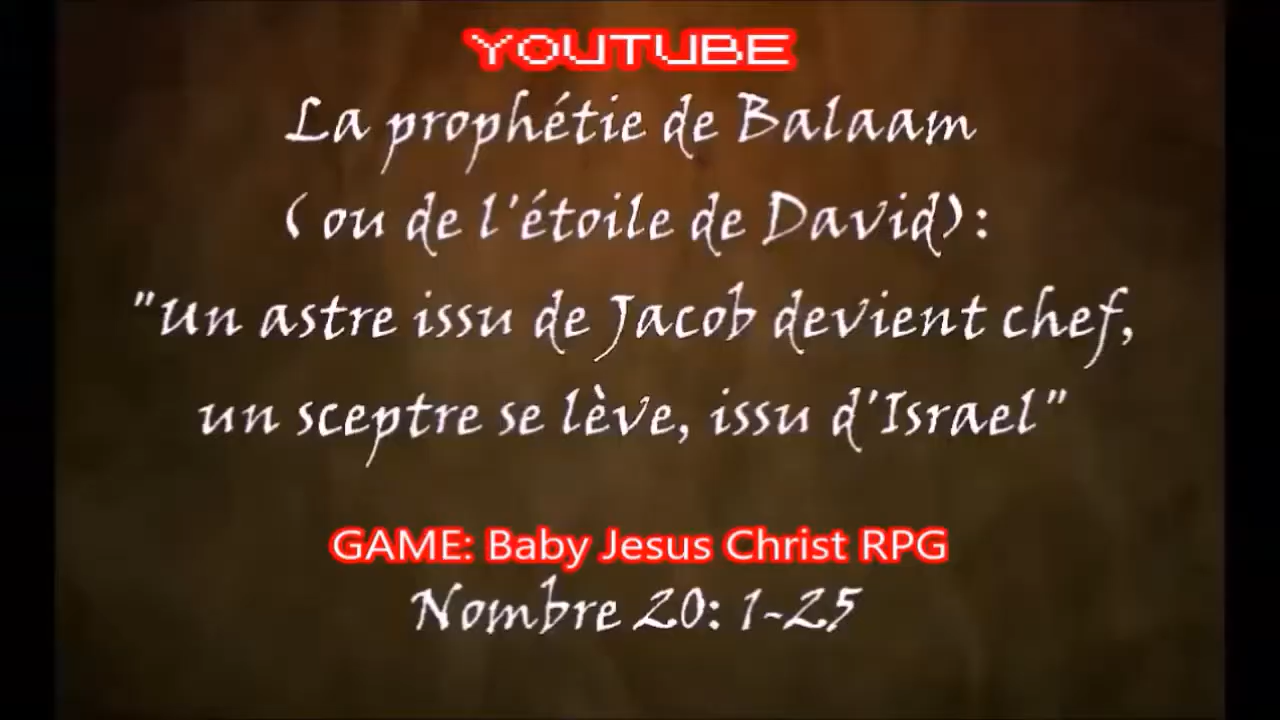 YOUTUBE
La prophétie de Balaam
( ou de l'étoile de David) :
"Un astre issu de Jacob devient chef,
un sceptre se lève, issu d'Israel"
GAME: Baby Jesus Christ RPG
Nombre 20: 1-25